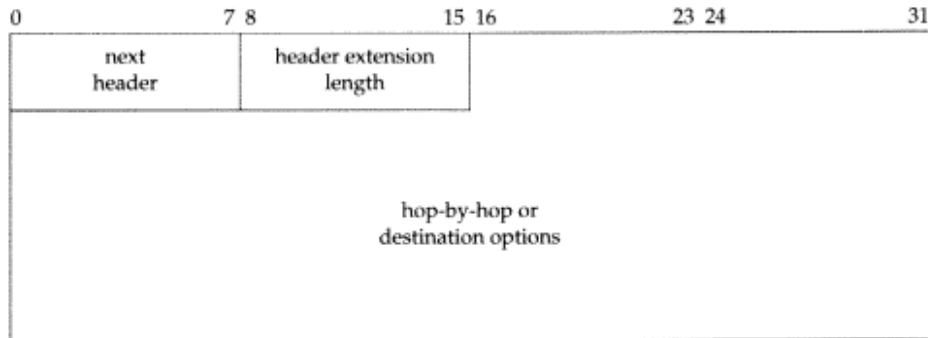 0 7 8 15 16 23 24 31
next header extension
header length
hop-by-hop or
destination options